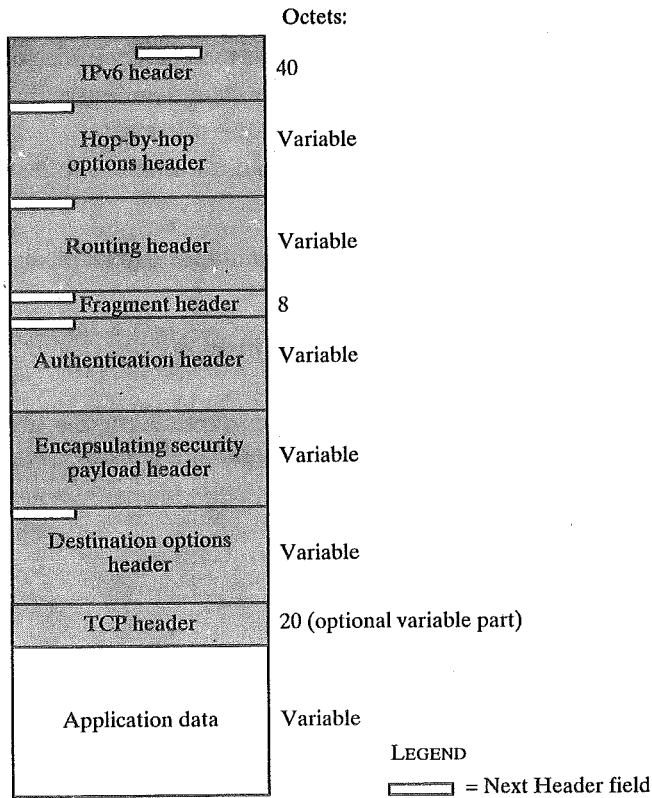 Octets:
IPv6 header
40
Hop-by-hop
options header
Variable
Routing header
Variable
Fragment header
8
Authentication header
Variable
Encapsulating security
payload header
Variable
Destination options
header
Variable
TCP header
20 (optional variable part)
Application data
Variable
LEGEND
= Next Header field